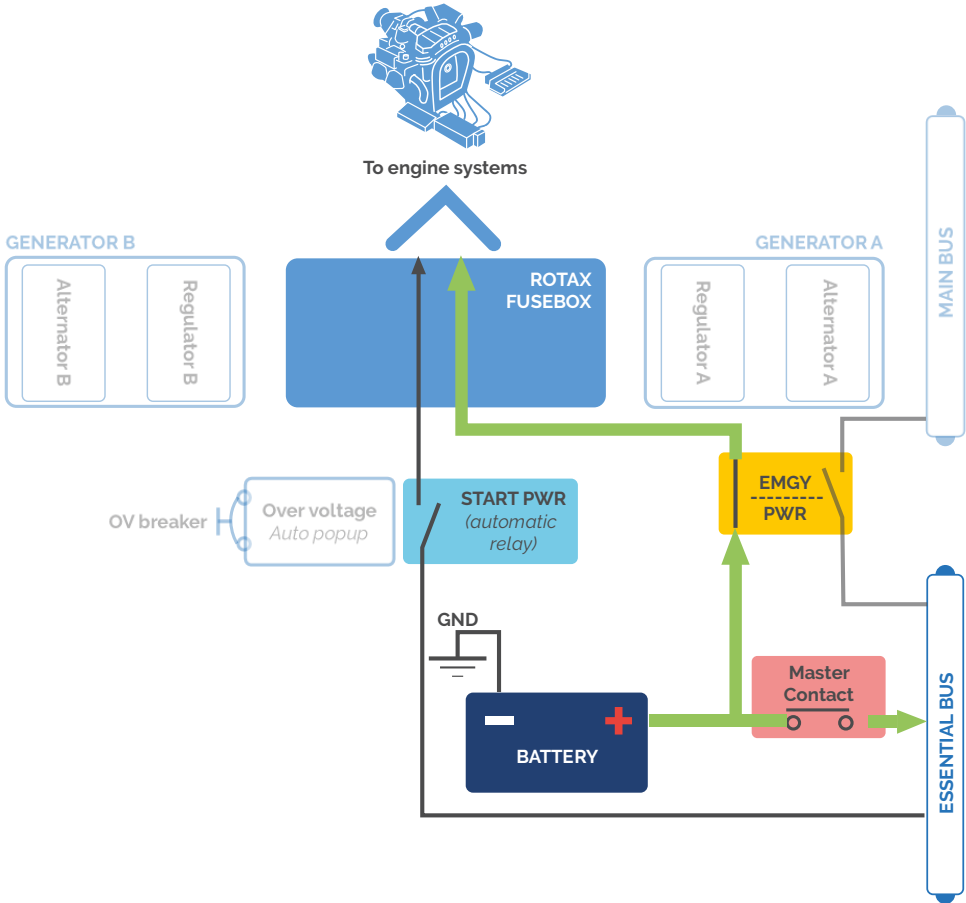 To engine systems
GENERATOR B
Alternator B
Regulator B
ROTAX
FUSEBOX
GENERATOR A
Regulator A
Alternator A
MAIN BUS
OV breaker
Over voltage
Auto popup
START PWR
(automatic
relay)
EMGY
PWR
GND
BATTERY
Master
Contact
ESSENTIAL BUS